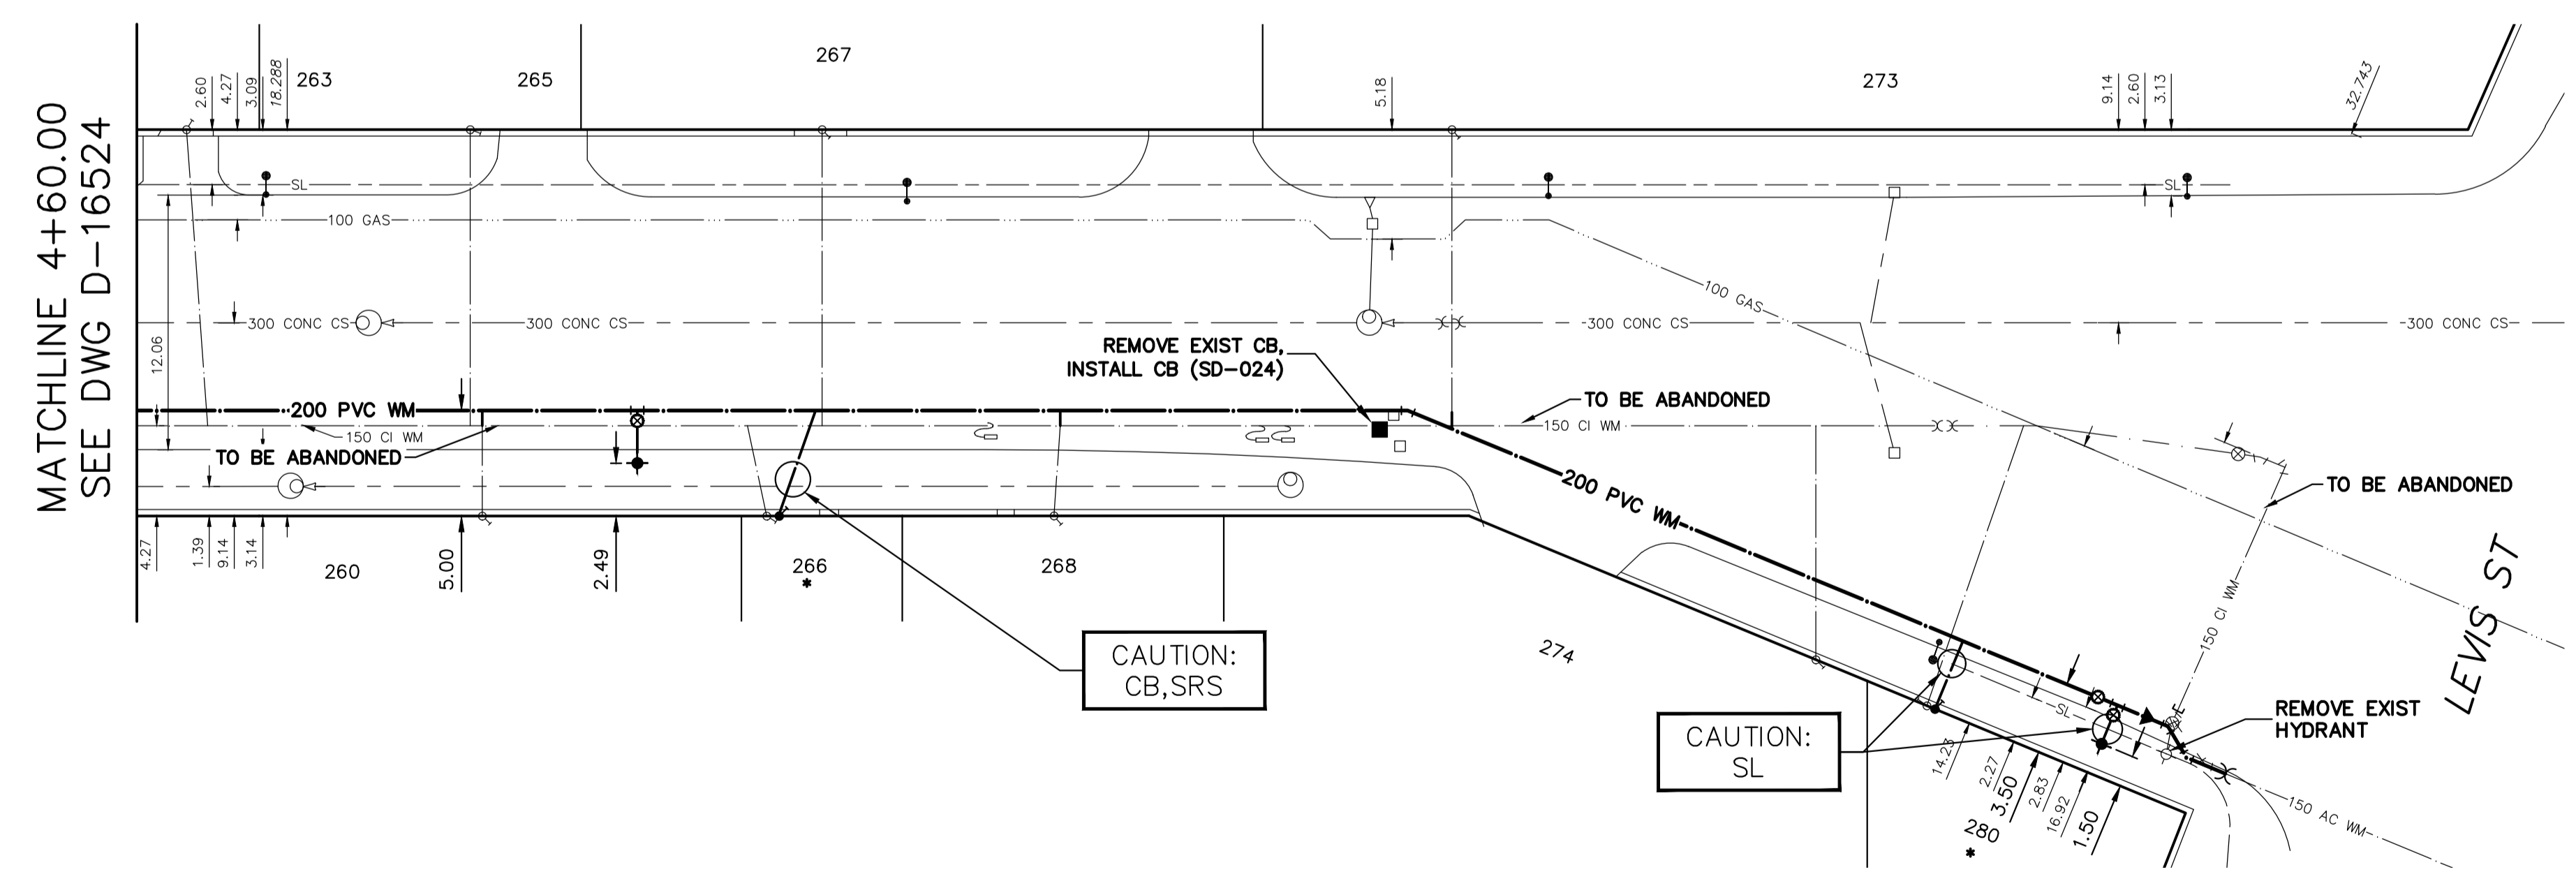 MATCHLINE 4+60.00
SEE DWG D-16524
2.60
4.27
3.09
18.288
263
265
267
5.18
273
9.14
2.60
3.13
32.743
SL
SL
100 GAS
100 GAS
12.06
300 CONC CS
300 CONC CS
300 CONC CS
300 CONC CS
REMOVE EXIST CB,
INSTALL CB (SD-024)
TO BE ABANDONED
200 PVC WM
150 CI WM
150 CI WM
TO BE ABANDONED
200 PVC WM
TO BE ABANDONED
4.27
1.39
9.14
3.14
260
5.00
2.49
266
*
268
CAUTION:
CB,SRS
274
150 CI WM
LEVIS ST
SL
REMOVE EXIST
HYDRANT
CAUTION:
SL
14.23
2.27
3.50
2.83
16.92
1.50
280
*
150 AC WM